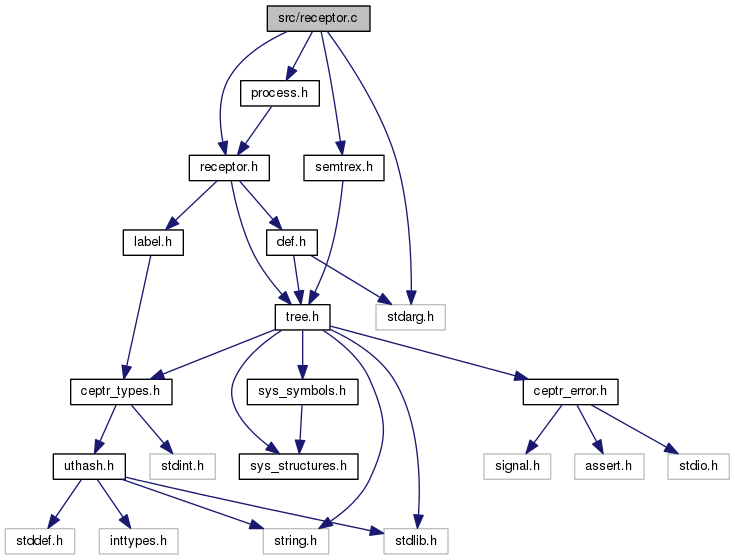 src/receptor.c
process.h
receptor.h
semtrex.h
label.h
def.h
tree.h
stdarg.h
ceptr_types.h
sys_symbols.h
ceptr_error.h
uthash.h
stdint.h
sys_structures.h
signal.h
assert.h
stdio.h
stddef.h
inttypes.h
string.h
stdlib.h